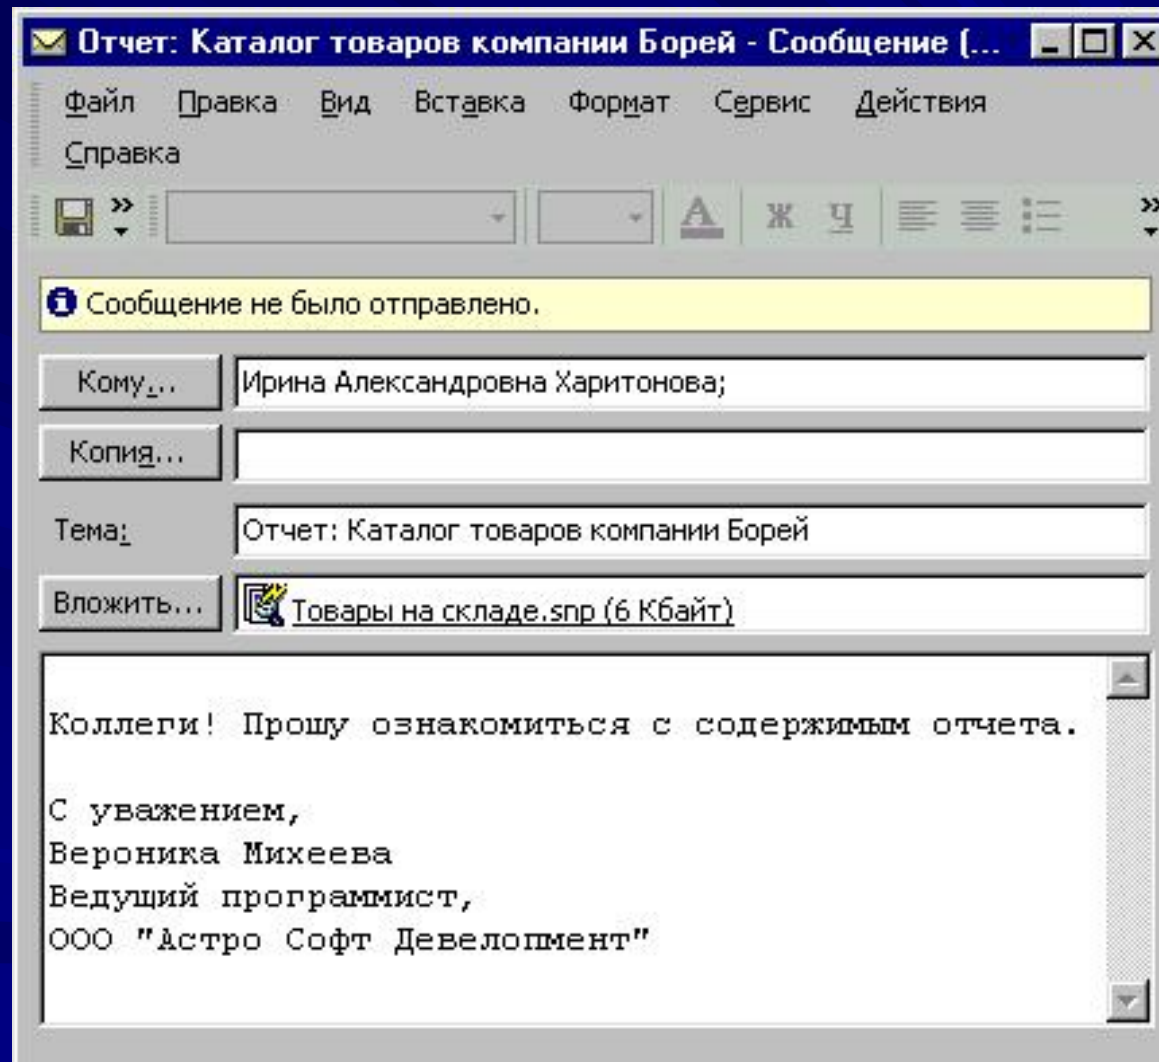 Отчет: Каталог товаров компании Борей - Сообщение (...
Файл Правка Вид Вставка Формат Сервис Действия
Справка
А Ж Ч
Сообщение не было отправлено.
Кому... Ирина Александровна Харитонова;
Копия...
Тема: Отчет: Каталог товаров компании Борей
Вложить... Товары на складе.snp (6 Кбайт)
Коллеги! Прошу ознакомиться с содержимым отчета.
С уважением,
Вероника Михеева
Ведущий программист,
ООО "Астро Софт Девелопмент"